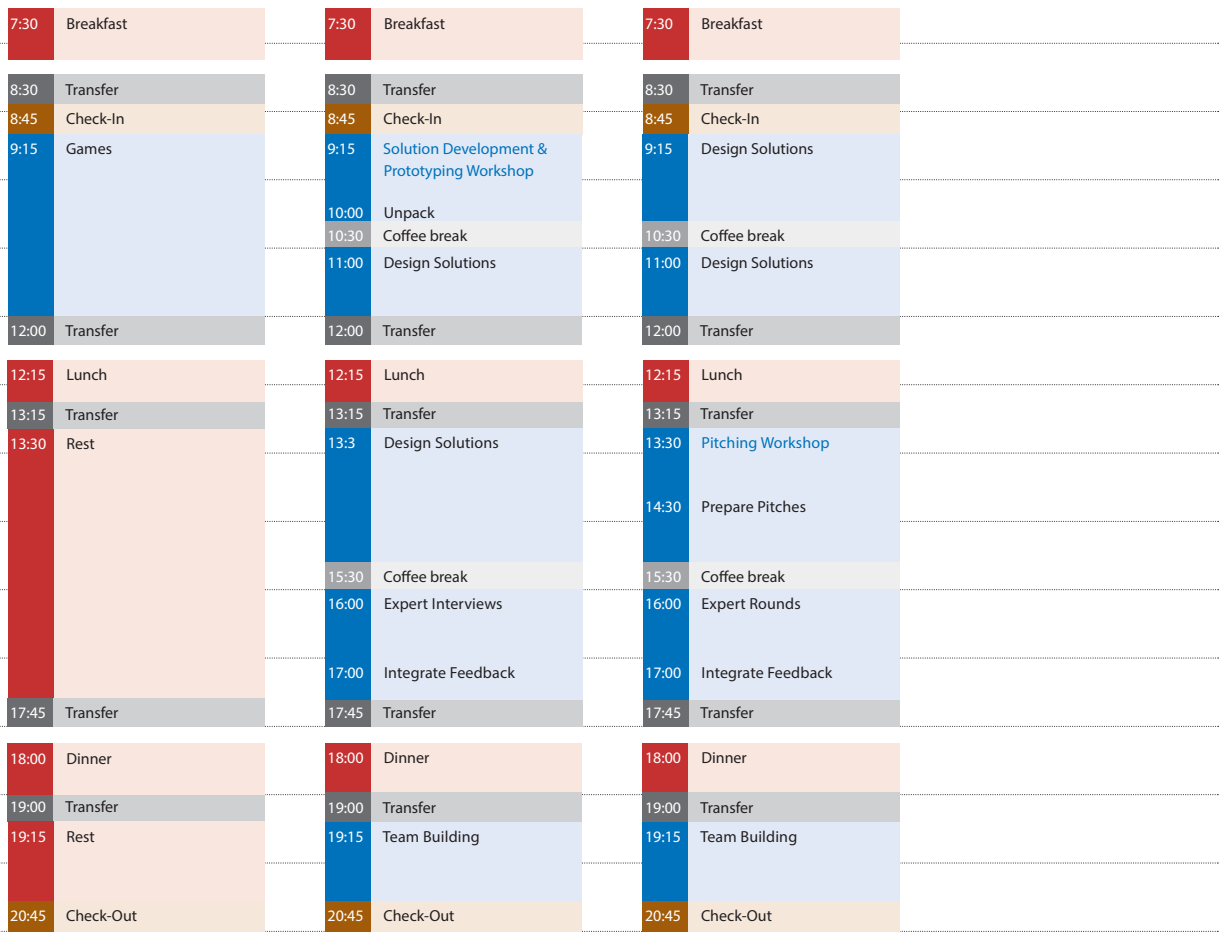 7:30 Breakfast
8:30 Transfer
8:45 Check-In
9:15 Games
12:00 Transfer
12:15 Lunch
13:15 Transfer
13:30 Rest
17:45 Transfer
18:00 Dinner
19:00 Transfer
19:15 Rest
20:45 Check-Out
7:30 Breakfast
8:30 Transfer
8:45 Check-In
9:15 Solution Development &
Prototyping Workshop
10:00 Unpack
10:30 Coffee break
11:00 Design Solutions
12:00 Transfer
12:15 Lunch
13:15 Transfer
13:3 Design Solutions
15:30 Coffee break
16:00 Expert Interviews
17:00 Integrate Feedback
17:45 Transfer
18:00 Dinner
19:00 Transfer
19:15 Team Building
20:45 Check-Out
7:30 Breakfast
8:30 Transfer
8:45 Check-In
9:15 Design Solutions
10:30 Coffee break
11:00 Design Solutions
12:00 Transfer
12:15 Lunch
13:15 Transfer
13:30 Pitching Workshop
14:30 Prepare Pitches
15:30 Coffee break
16:00 Expert Rounds
17:00 Integrate Feedback
17:45 Transfer
18:00 Dinner
19:00 Transfer
19:15 Team Building
20:45 Check-Out